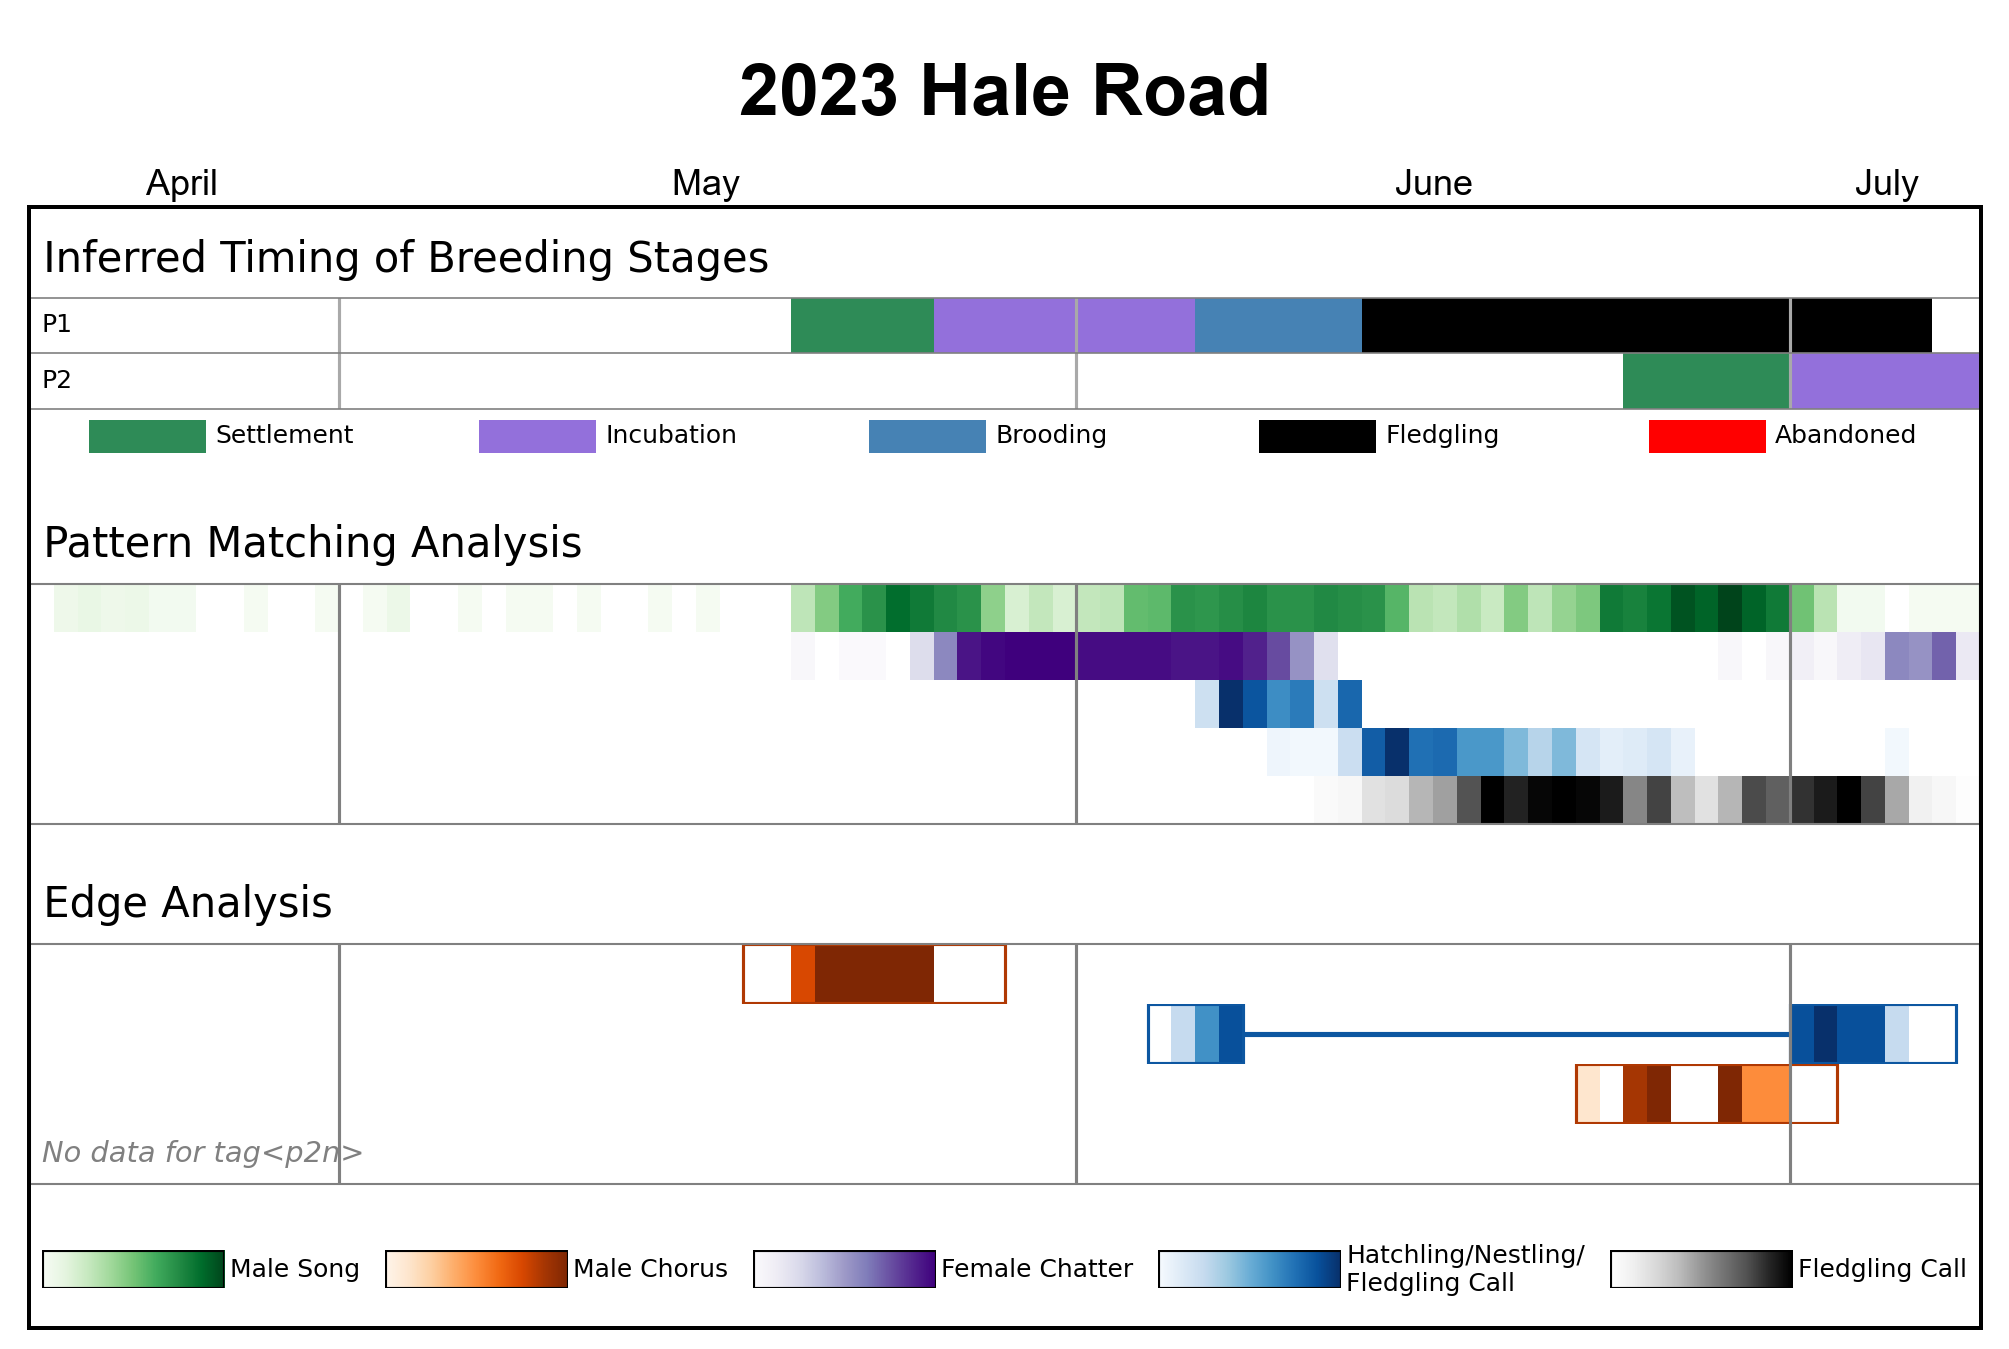 2023 Hale Road
April May June July
Inferred Timing of Breeding Stages
P1
P2
Settlement Incubation Brooding Fledgling Abandoned
Pattern Matching Analysis
Edge Analysis
No data for tag<p2n>
Male Song Male Chorus Female Chatter Hatchling/Nestling/ Fledgling Call
Fledgling Call